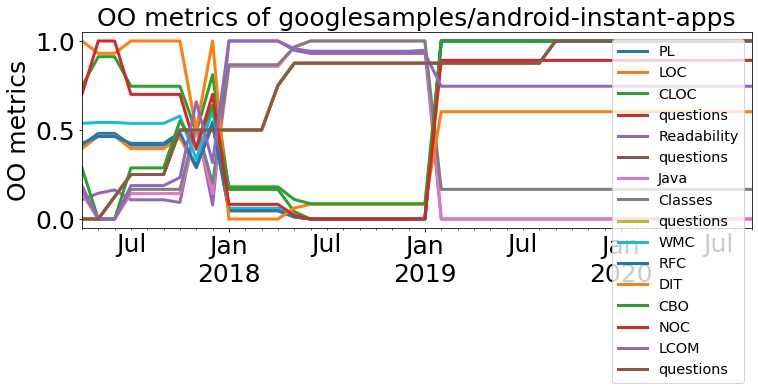 OO metrics of googlesamples/android-instant-apps
OO metrics
1.0
0.5
0.0
Jul
Jan
2018
Jul
Jan
2019
Jul
Jan
2020
Jul
PL
LOC
CLOC
questions
Readability
questions
Java
Classes
questions
WMC
RFC
DIT
CBO
NOC
LCOM
questions